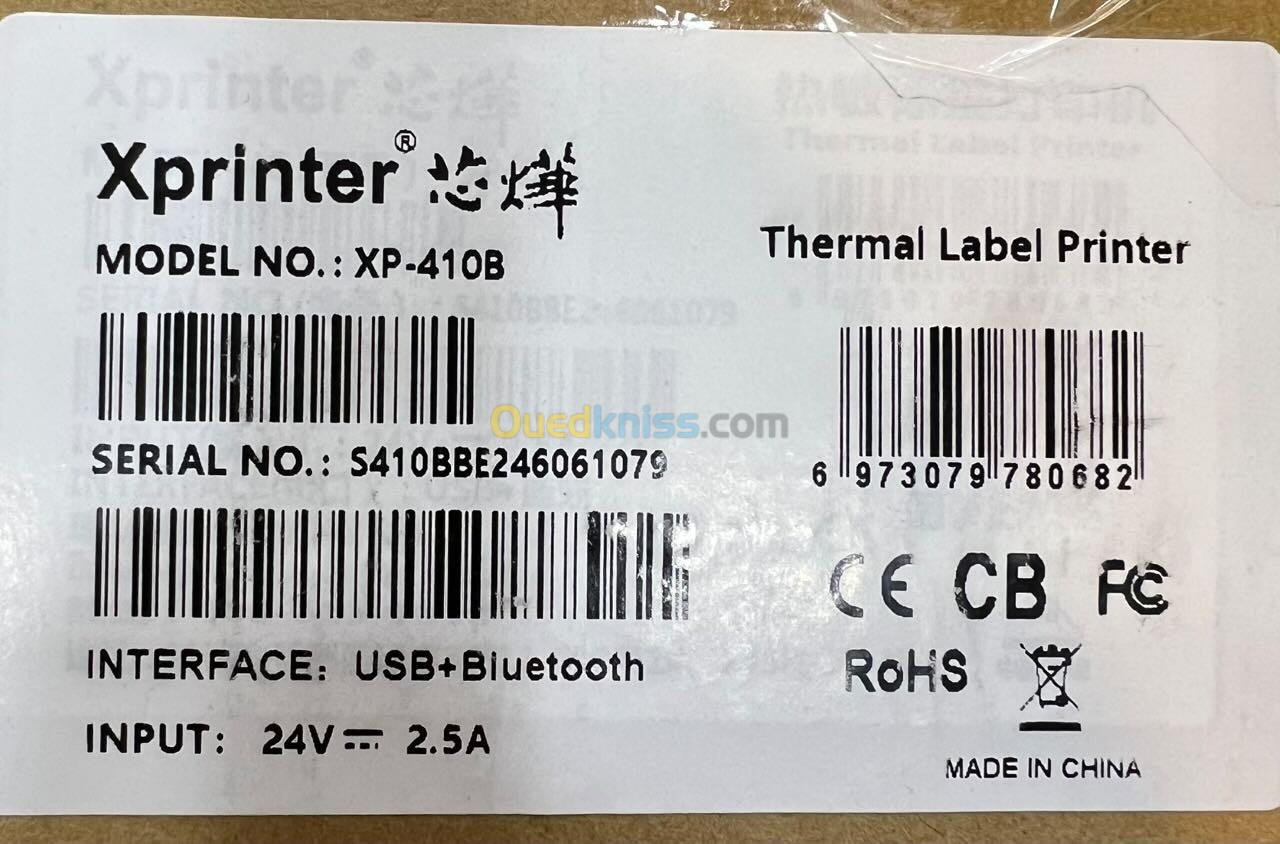 Xprinter® 芯烨
MODEL NO.: XP-410B
SERIAL NO.: S410BBE246061079
INTERFACE: USB+Bluetooth
INPUT: 24V 2.5A
Thermal Label Printer
6 973079 780682
CE CB FC
RoHS
MADE IN CHINA
Ouedkniss.com